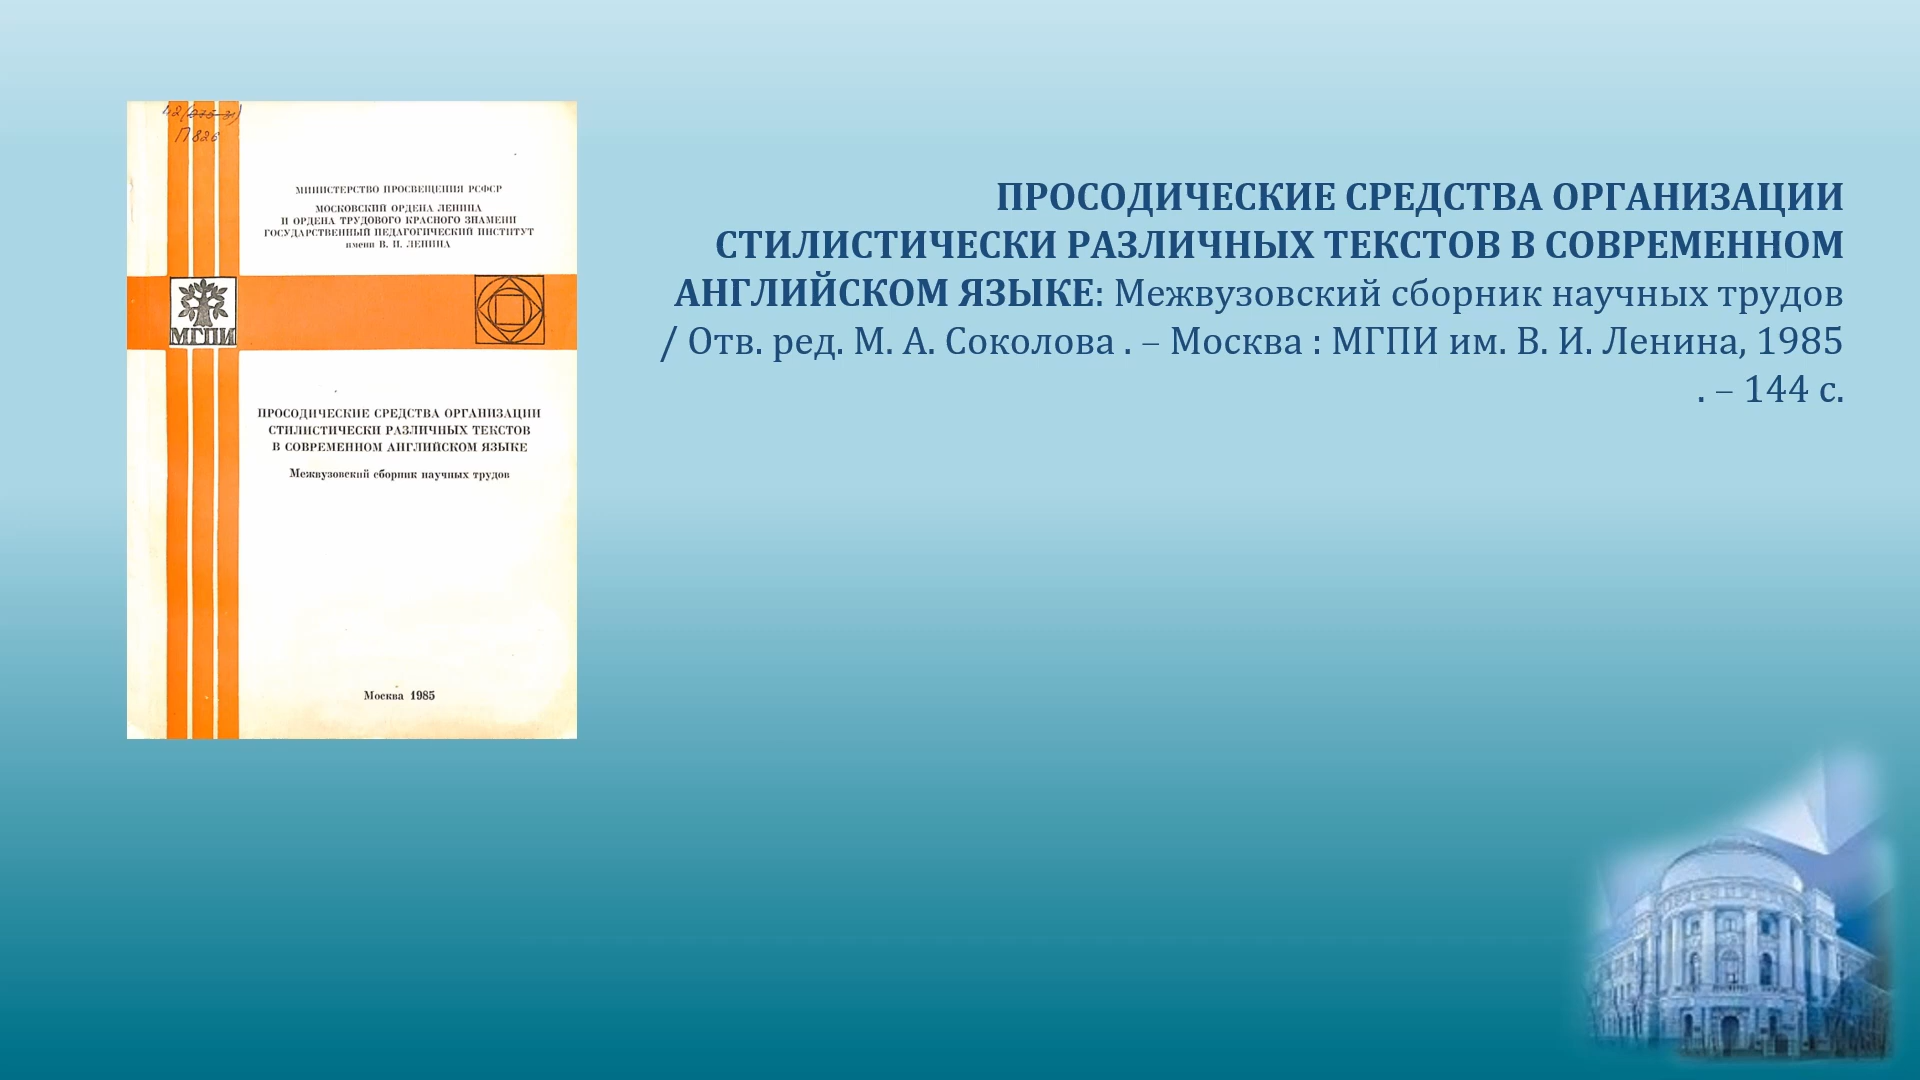 П826
МИНИСТЕРСТВО ПРОСВЕЩЕНИЯ РСФСР
МОСКОВСКИЙ ОРДЕНА ЛЕНИНА
И ОРДЕНА ТРУДОВОГО КРАСНОГО ЗНАМЕНИ
ГОСУДАРСТВЕННЫЙ ПЕДАГОГИЧЕСКИЙ ИНСТИТУТ
имени В. И. ЛЕНИНА
МГПИ
ПРОСОДИЧЕСКИЕ СРЕДСТВА ОРГАНИЗАЦИИ
СТИЛИСТИЧЕСКИ РАЗЛИЧНЫХ ТЕКСТОВ
В СОВРЕМЕННОМ АНГЛИЙСКОМ ЯЗЫКЕ
Межвузовский сборник научных трудов
Москва 1985
ПРОСОДИЧЕСКИЕ СРЕДСТВА ОРГАНИЗАЦИИ
СТИЛИСТИЧЕСКИ РАЗЛИЧНЫХ ТЕКСТОВ В СОВРЕМЕННОМ
АНГЛИЙСКОМ ЯЗЫКЕ: Межвузовский сборник научных трудов
/ Отв. ред. М. А. Соколова . – Москва : МГПИ им. В. И. Ленина, 1985
. – 144 с.